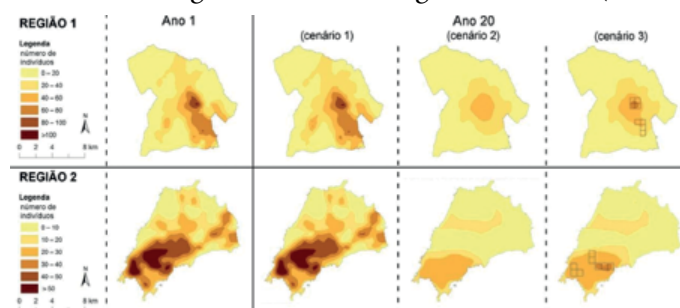 REGIÃO 1
Ano 1
Ano 20
(cenário 1)
(cenário 2)
(cenário 3)
Legenda
número de
indivíduos
0 – 20
20 – 40
40 – 60
60 – 80
80 – 100
>100
N
0 2 4 8 km
REGIÃO 2
Legenda
número de
indivíduos
0 – 10
10 – 20
20 – 30
30 – 40
40 – 50
>50
N
0 2 4 8 km